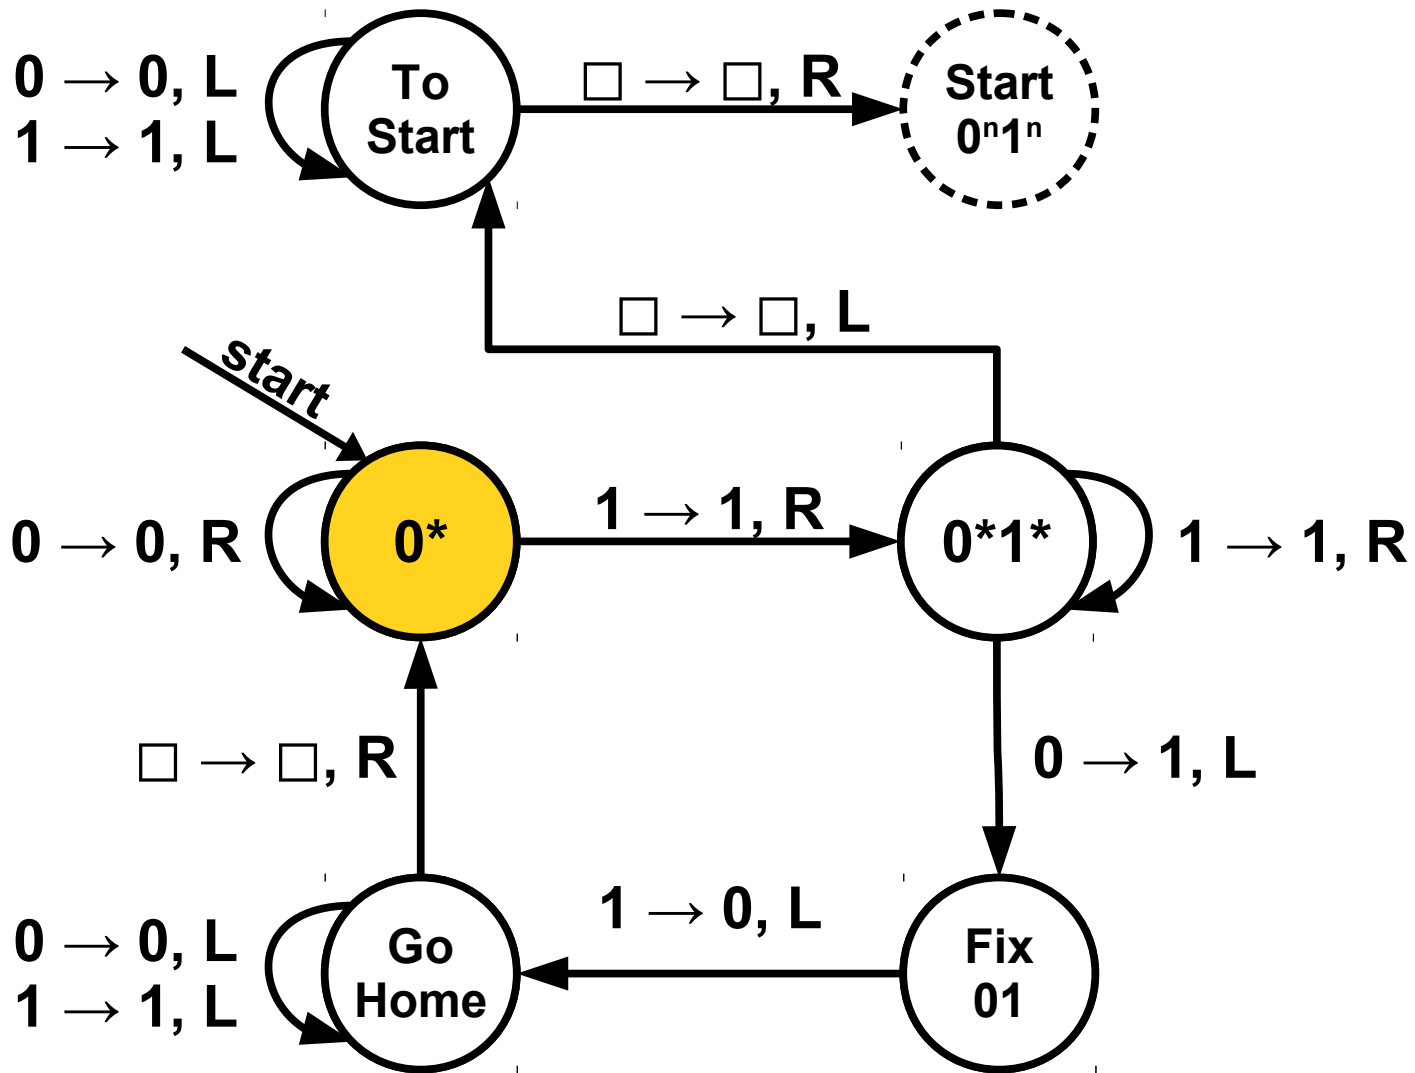 0 → 0, L
1 → 1, L
To
Start
□ → □, R
Start
0ⁿ1ⁿ
□ → □, L
start
0 → 0, R
0*
1 → 1, R
0*1*
1 → 1, R
□ → □, R
0 → 1, L
0 → 0, L
1 → 1, L
Go
Home
1 → 0, L
Fix
01